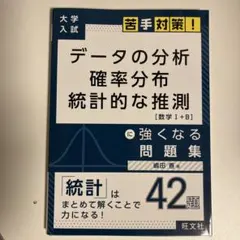 大学
入試
苦手対策!
データの分析
確率分布
統計的な推測
[数学Ⅰ+B]
に強くなる
問題集
「統計」は
まとめて解くことで
力になる!
42題
旺文社